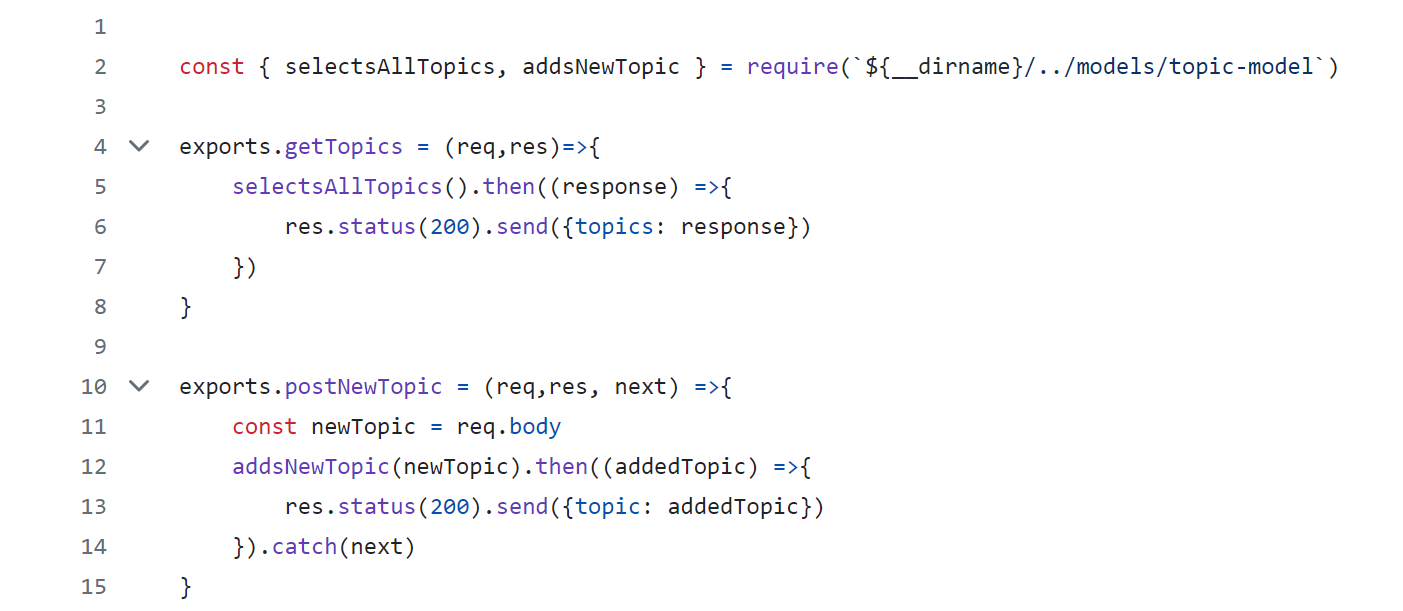 1
2 const { selectsAllTopics, addsNewTopic } = require(`${__dirname}/../models/topic-model`)
3
4 exports.getTopics = (req,res)=>{
5     selectsAllTopics().then((response) =>{
6         res.status(200).send({topics: response})
7     })
8 }
9
10 exports.postNewTopic = (req,res, next) =>{
11     const newTopic = req.body
12     addsNewTopic(newTopic).then((addedTopic) =>{
13         res.status(200).send({topic: addedTopic})
14     }).catch(next)
15 }